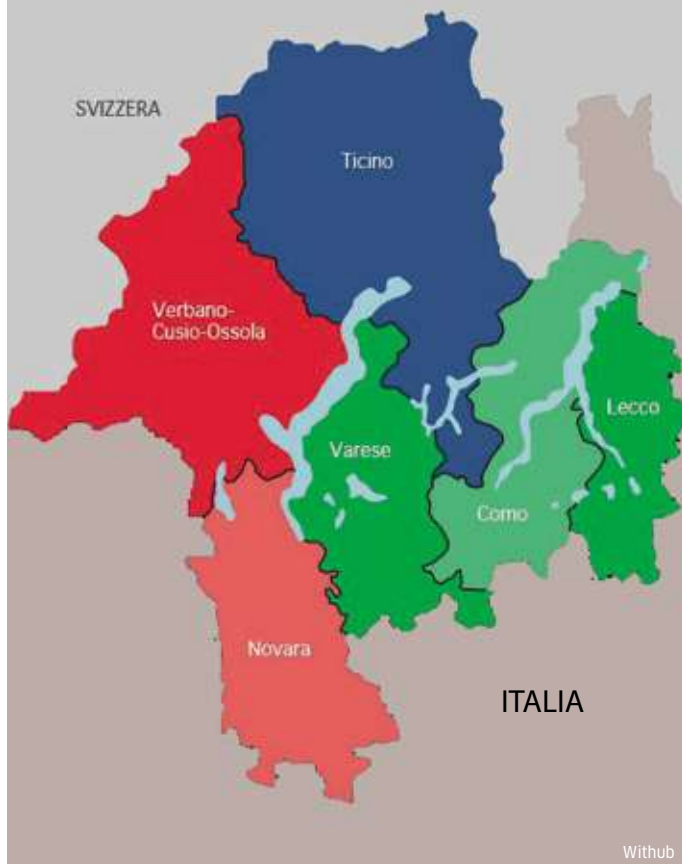 SVIZZERA
Ticino
Verbano-
Cusio-Ossola
Lecco
Varese
Como
Novara
ITALIA
Withub